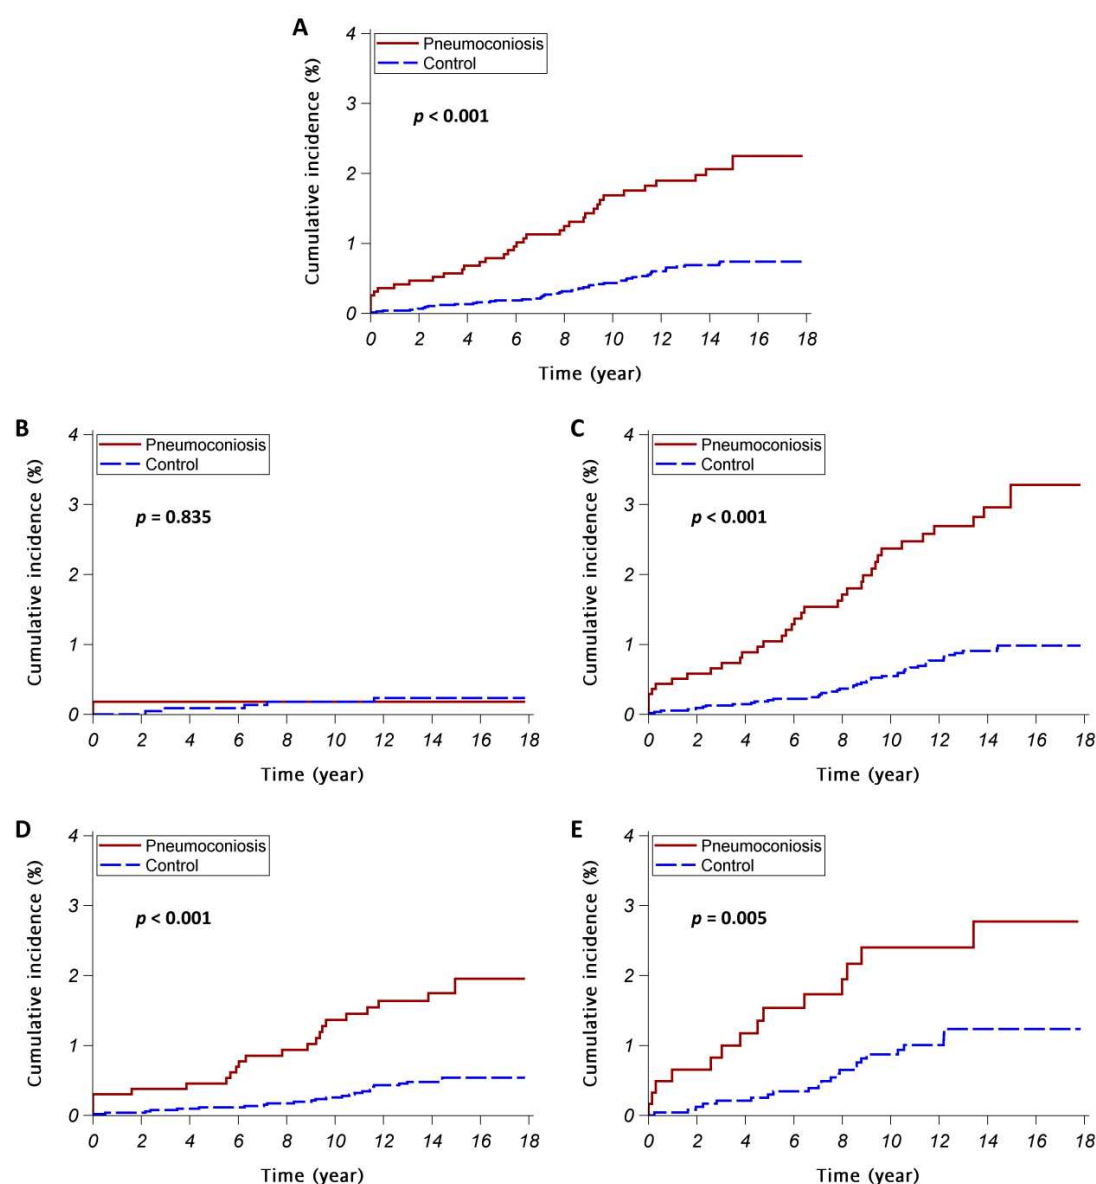 A
Pneumoconiosis
Control
p < 0.001
Cumulative incidence (%)
4
3
2
1
0
0 2 4 6 8 10 12 14 16 18
Time (year)
B
Pneumoconiosis
Control
p = 0.835
Cumulative incidence (%)
4
3
2
1
0
0 2 4 6 8 10 12 14 16 18
Time (year)
C
Pneumoconiosis
Control
p < 0.001
Cumulative incidence (%)
4
3
2
1
0
0 2 4 6 8 10 12 14 16 18
Time (year)
D
Pneumoconiosis
Control
p < 0.001
Cumulative incidence (%)
4
3
2
1
0
0 2 4 6 8 10 12 14 16 18
Time (year)
E
Pneumoconiosis
Control
p = 0.005
Cumulative incidence (%)
4
3
2
1
0
0 2 4 6 8 10 12 14 16 18
Time (year)